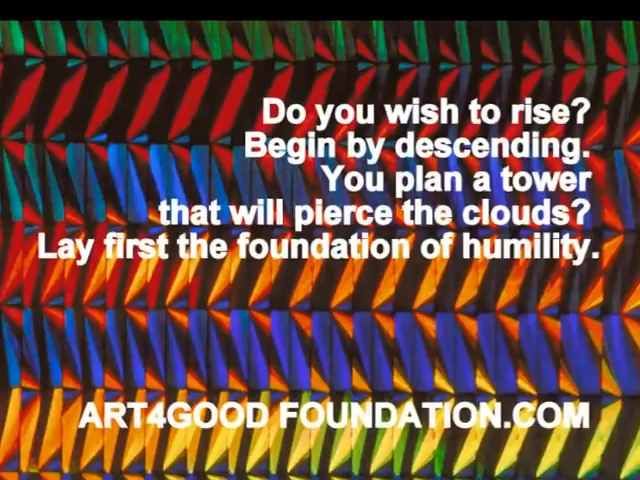 Do you wish to rise?
Begin by descending.
You plan a tower
that will pierce the clouds?
Lay first the foundation of humility.
ART4GOOD FOUNDATION.COM